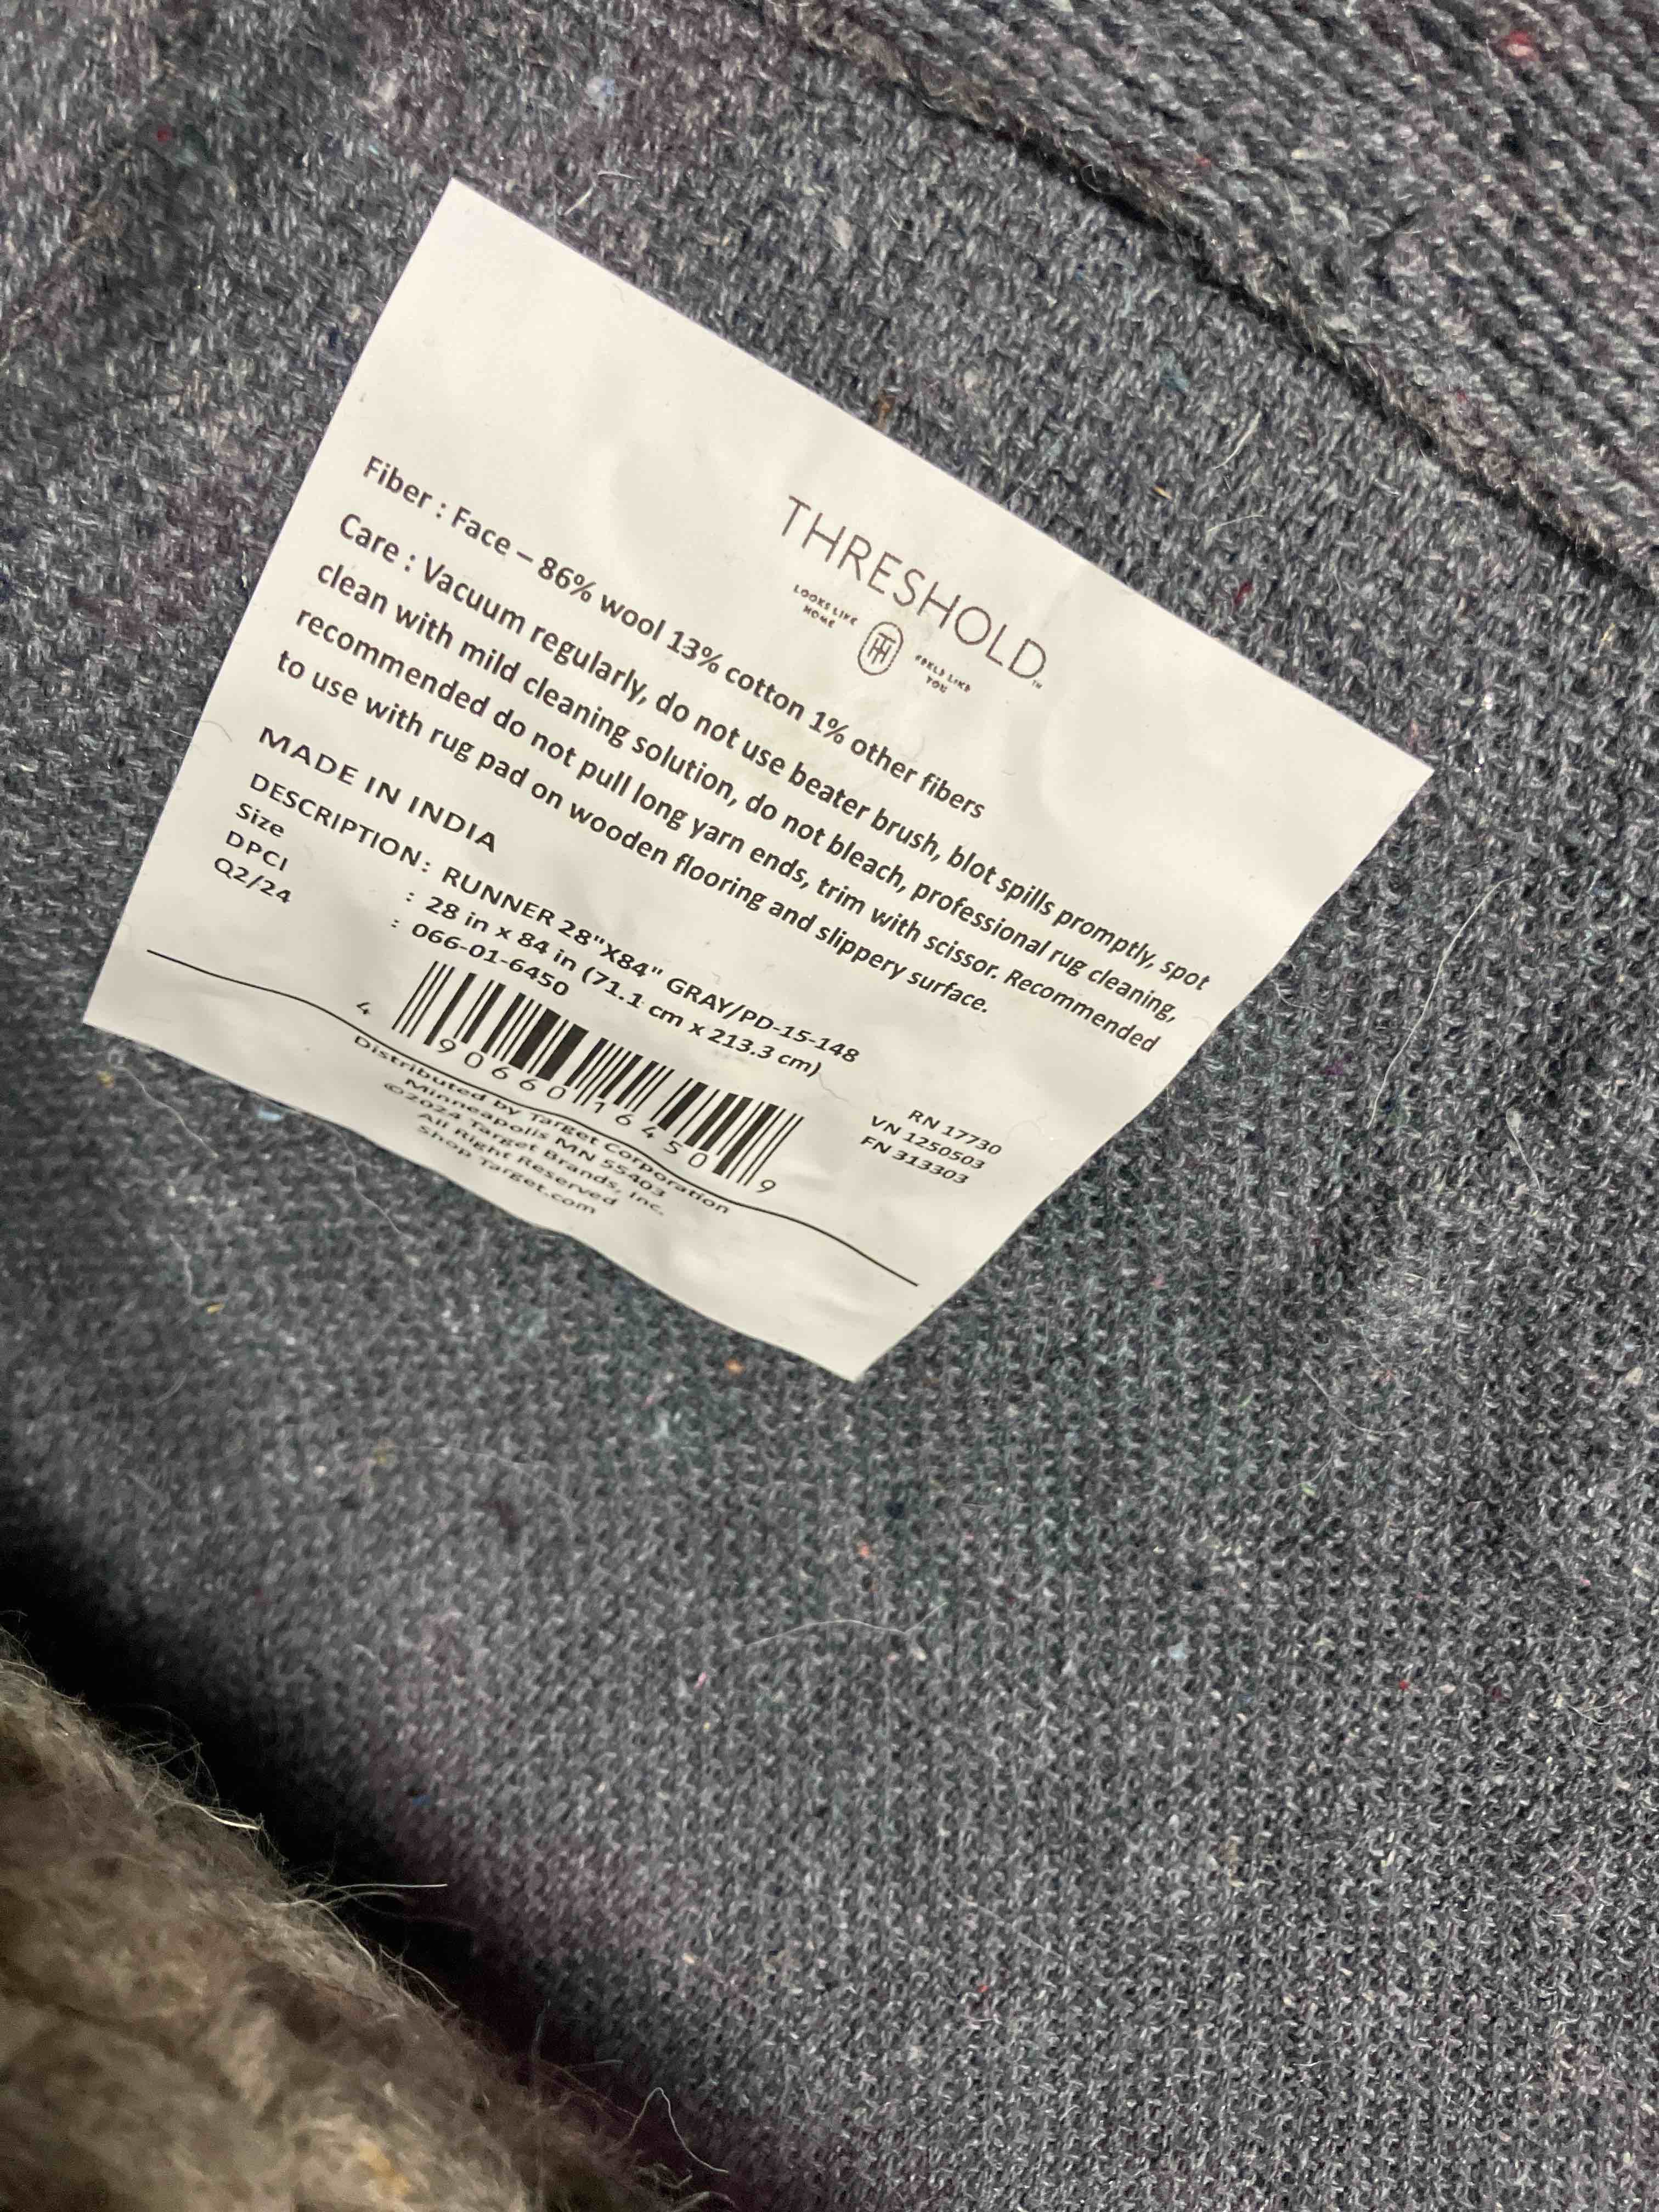 THRESHOLD™
LOOKS LIKE
HOME
TH
FEELS LIKE
YOU
Fiber : Face – 86% wool 13% cotton 1% other fibers
Care : Vacuum regularly, do not use beater brush, blot spills promptly, spot
clean with mild cleaning solution, do not bleach, professional rug cleaning,
recommended do not pull long yarn ends, trim with scissor. Recommended
to use with rug pad on wooden flooring and slippery surface.
MADE IN INDIA
DESCRIPTION: RUNNER 28"X84" GRAY/PD-15-148
Size : 28 in x 84 in (71.1 cm x 213.3 cm)
DPCI : 066-01-6450
Q2/24
RN 17730
VN 1250503
FN 313303
4 90660 16450 9
Distributed by Target Corporation
Minneapolis MN 55403
©2024 Target Brands, Inc.
All Right Reserved
Shop Target.com